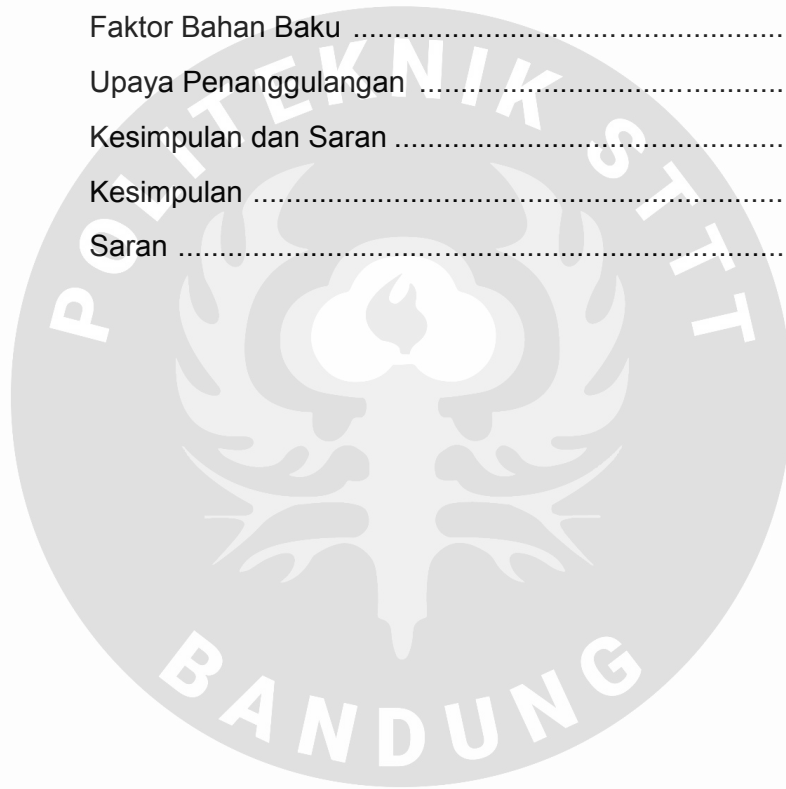 Faktor Bahan Baku ........................................................
Upaya Penanggulangan ................................................
Kesimpulan dan Saran ...................................................
Kesimpulan ....................................................................
Saran .............................................................................
POLITEKNIK STTT
BANDUNG